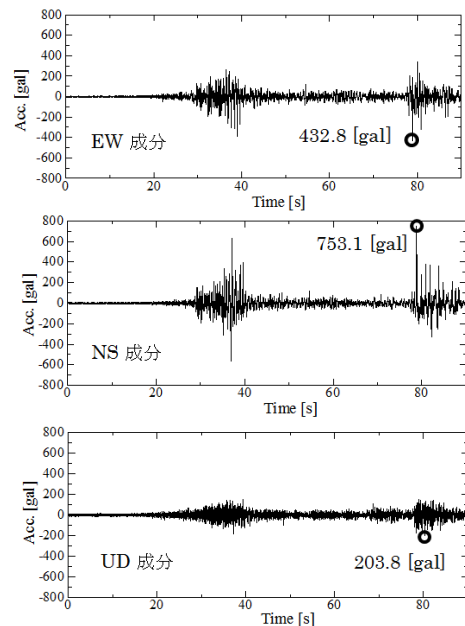 800
600
400
200
0
-200
-400
-600
-800
Acc. [gal]
EW 成分
432.8 [gal]
0 20 40 60 80
Time [s]
800
600
400
200
0
-200
-400
-600
-800
Acc. [gal]
753.1 [gal]
NS 成分
0 20 40 60 80
Time [s]
800
600
400
200
0
-200
-400
-600
-800
Acc. [gal]
UD 成分
203.8 [gal]
0 20 40 60 80
Time [s]